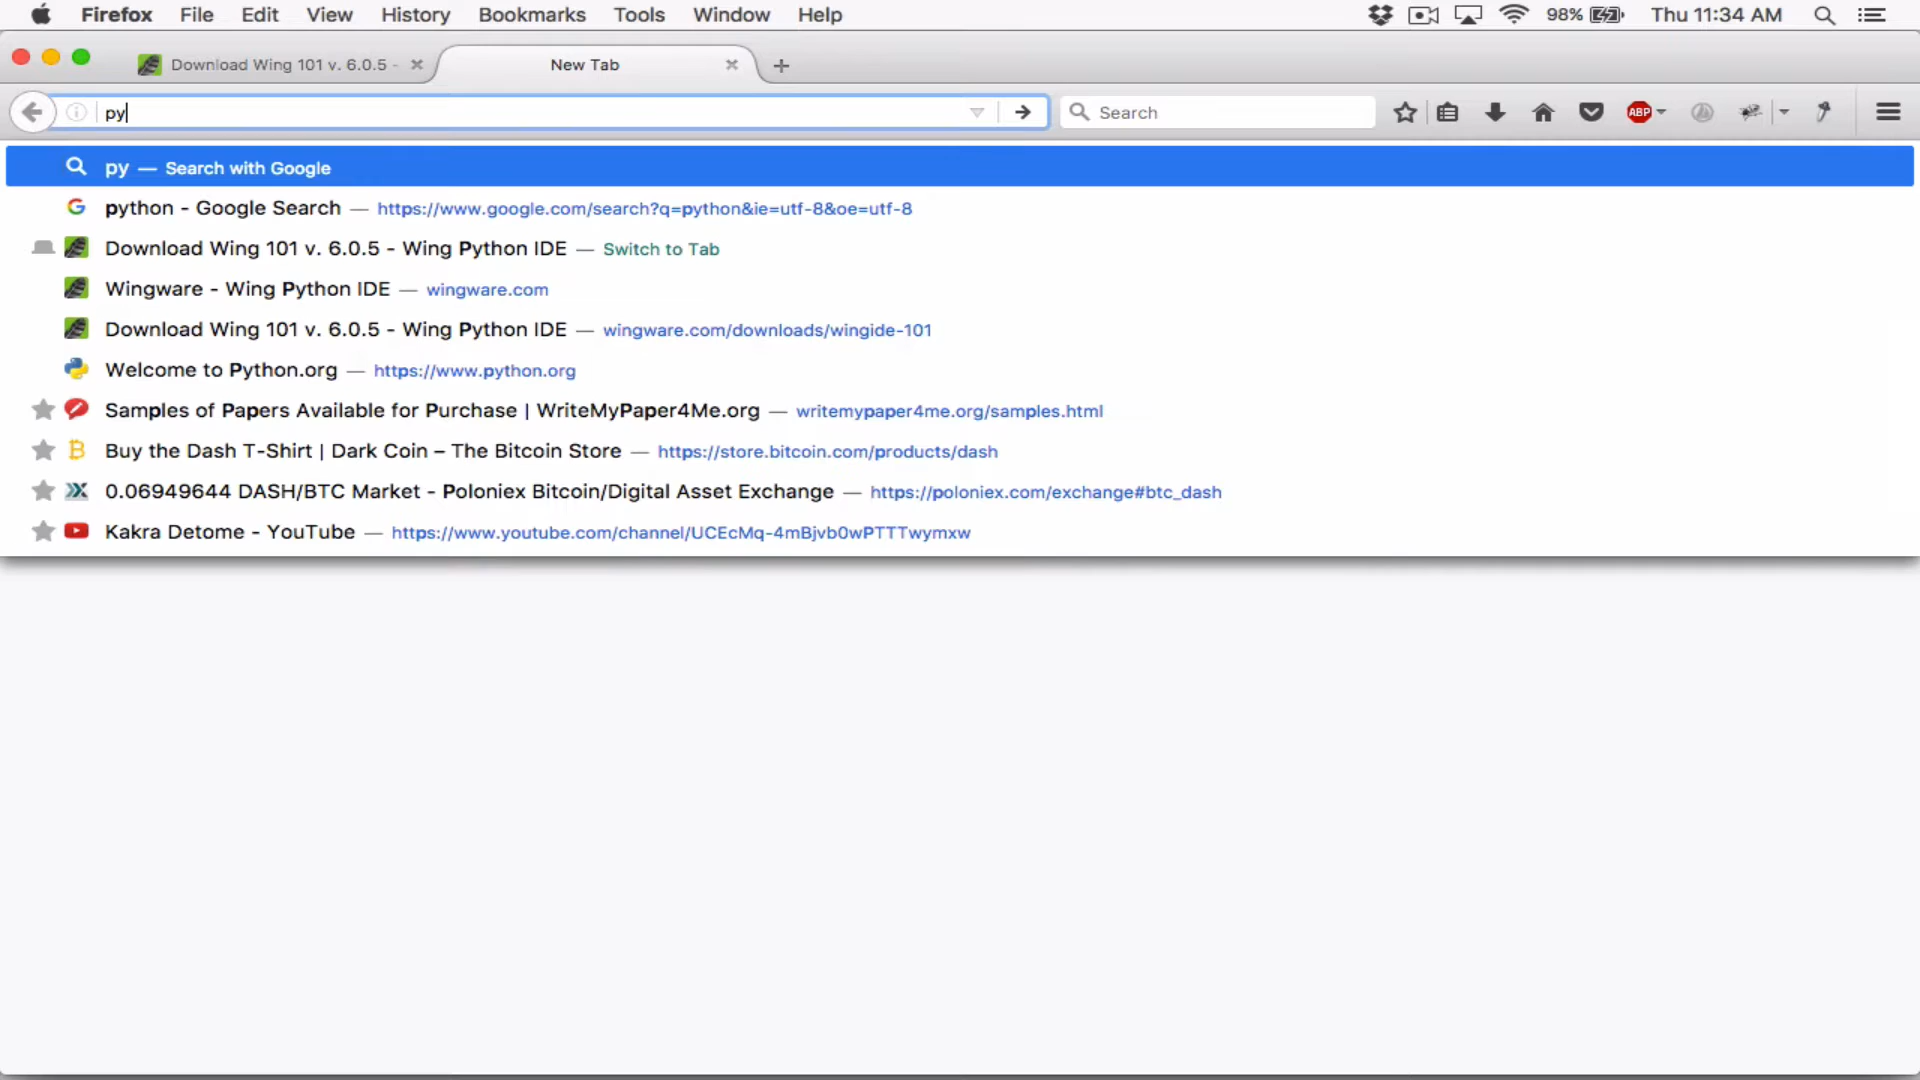 Firefox File Edit View History Bookmarks Tools Window Help 98% Thu 11:34 AM
Download Wing 101 v. 6.0.5 - New Tab
py Search ABP
py — Search with Google
python - Google Search — https://www.google.com/search?q=python&ie=utf-8&oe=utf-8
Download Wing 101 v. 6.0.5 - Wing Python IDE — Switch to Tab
Wingware - Wing Python IDE — wingware.com
Download Wing 101 v. 6.0.5 - Wing Python IDE — wingware.com/downloads/wingide-101
Welcome to Python.org — https://www.python.org
Samples of Papers Available for Purchase | WriteMyPaper4Me.org — writemypaper4me.org/samples.html
Buy the Dash T-Shirt | Dark Coin – The Bitcoin Store — https://store.bitcoin.com/products/dash
0.06949644 DASH/BTC Market - Poloniex Bitcoin/Digital Asset Exchange — https://poloniex.com/exchange#btc_dash
Kakra Detome - YouTube — https://www.youtube.com/channel/UCEcMq-4mBjvb0wPTTTwymxw